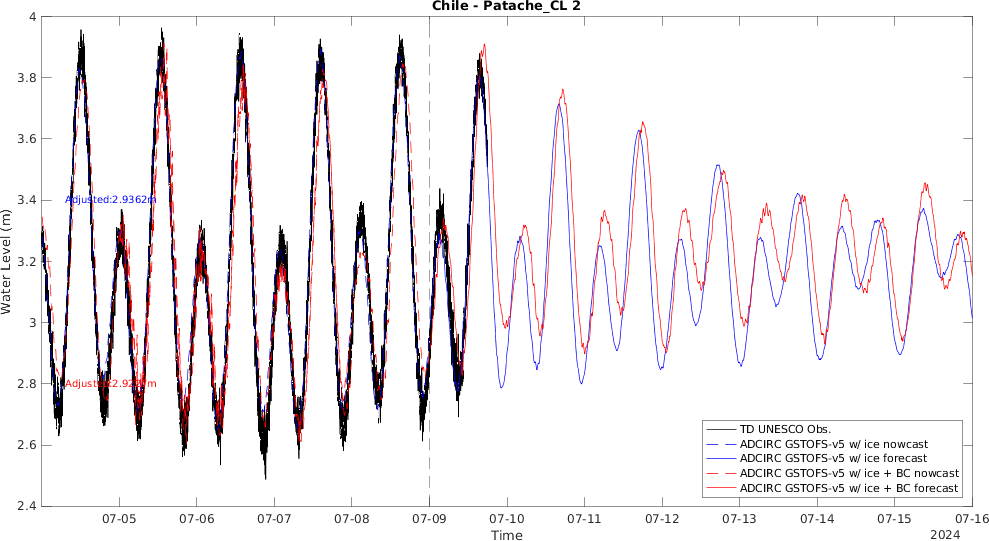 Chile - Patache_CL 2
4
3.8
3.6
3.4
3.2
3
2.8
2.6
2.4
Water Level (m)
Adjusted:2.9362m
07-05
07-06
07-07
07-08
07-09
07-10
07-11
07-12
07-13
07-14
07-15
07-16
Time
2024
TD UNESCO Obs.
ADCIRC GSTOFS-v5 w/ ice nowcast
ADCIRC GSTOFS-v5 w/ ice forecast
ADCIRC GSTOFS-v5 w/ ice + BC nowcast
ADCIRC GSTOFS-v5 w/ ice + BC forecast